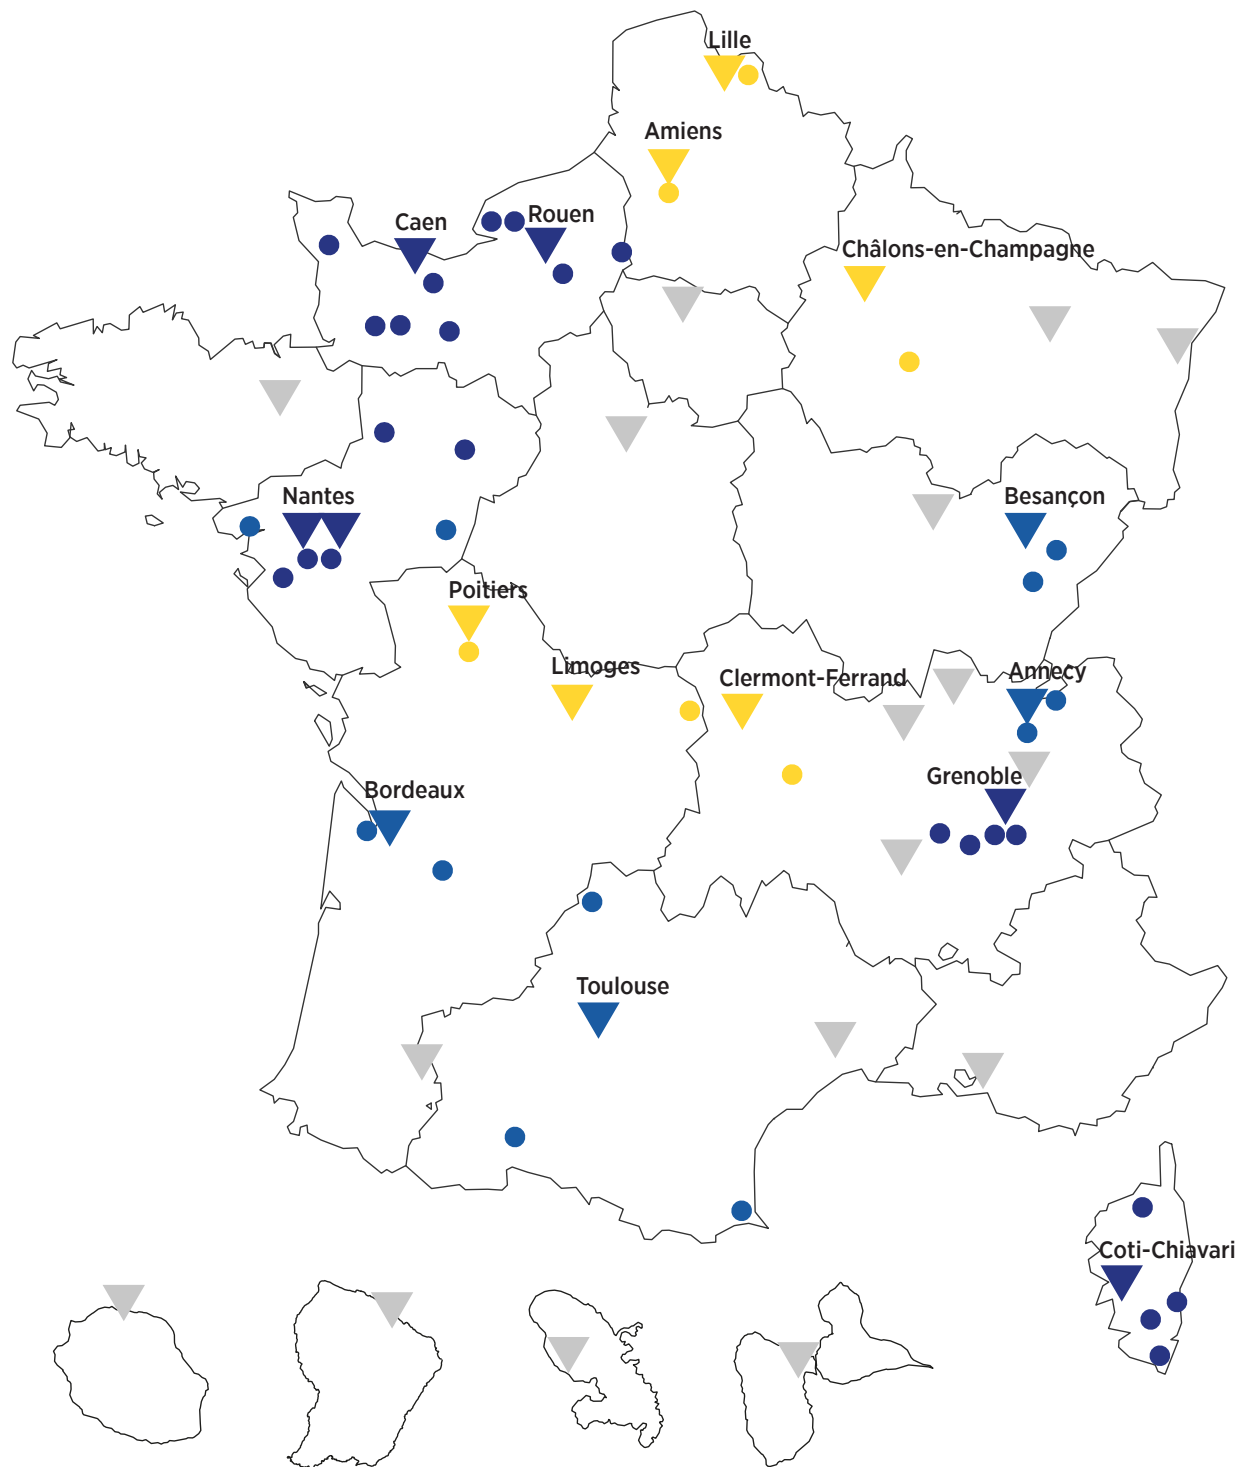 Lille
Amiens
Caen
Rouen
Châlons-en-Champagne
Nantes
Besançon
Poitiers
Limoges
Clermont-Ferrand
Annecy
Grenoble
Bordeaux
Toulouse
Coti-Chiavari